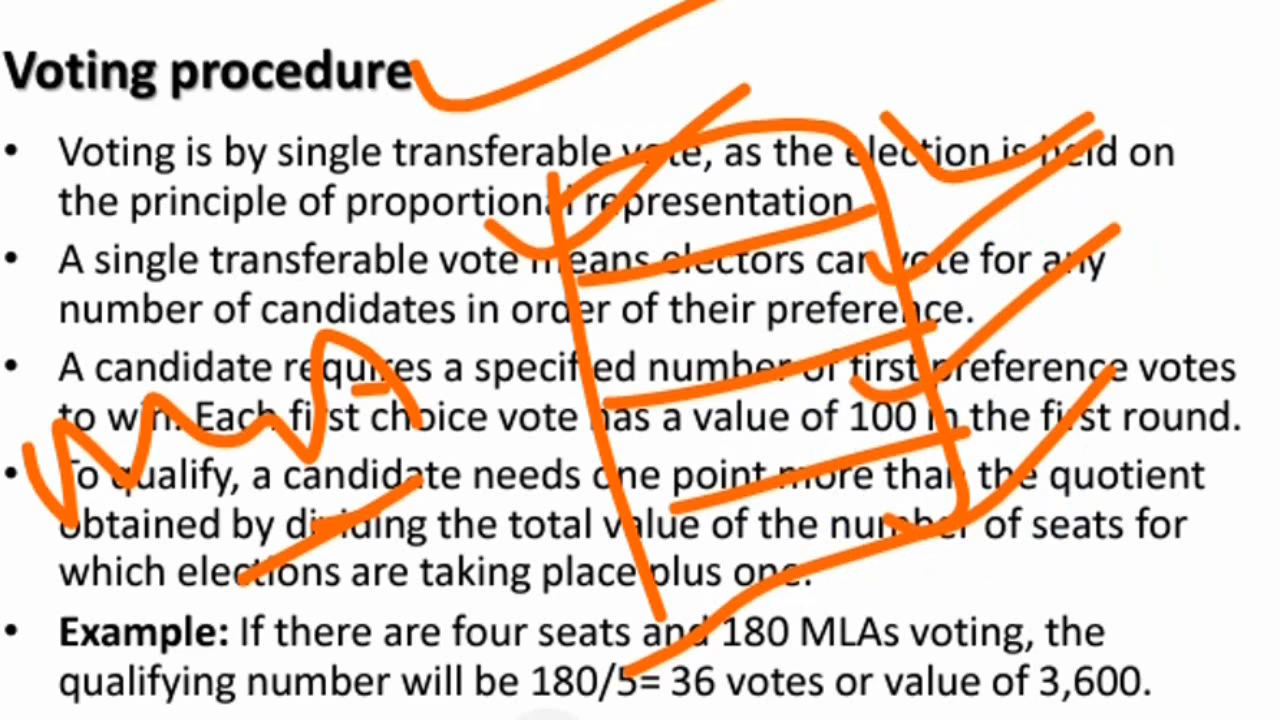 Voting procedure
• Voting is by single transferable vote, as the election is held on
the principle of proportional representation.
• A single transferable vote means electors can vote for any
number of candidates in order of their preference.
• A candidate requires a specified number of first preference votes
to win. Each first choice vote has a value of 100 in the first round.
• To qualify, a candidate needs one point more than the quotient
obtained by dividing the total value of the number of seats for
which elections are taking place plus one.
• Example: If there are four seats and 180 MLAs voting, the
qualifying number will be 180/5= 36 votes or value of 3,600.